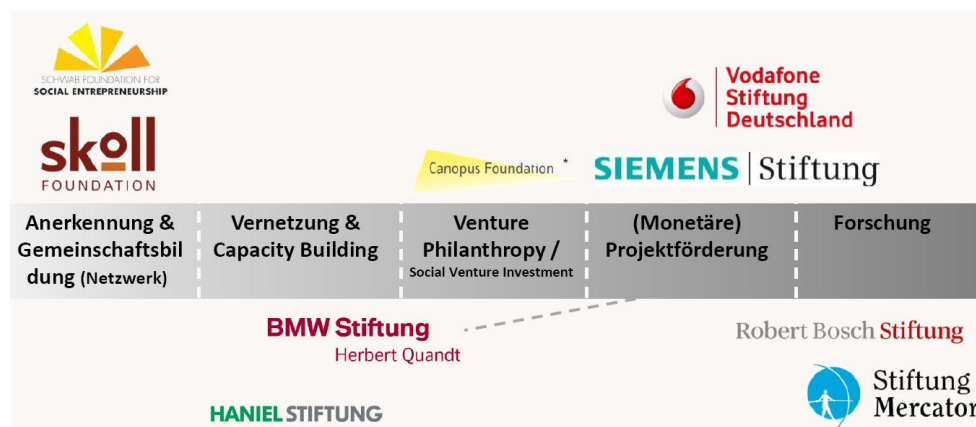 SCHWAB FOUNDATION FOR
SOCIAL ENTREPRENEURSHIP
skoll
FOUNDATION
Canopus Foundation *
Vodafone
Stiftung
Deutschland
SIEMENS | Stiftung
Anerkennung &
Gemeinschaftsbil
dung (Netzwerk)
Vernetzung &
Capacity Building
Venture
Philanthropy /
Social Venture Investment
(Monetäre)
Projektförderung
Forschung
BMW Stiftung
Herbert Quandt
HANIEL STIFTUNG
Robert Bosch Stiftung
Stiftung
Mercator